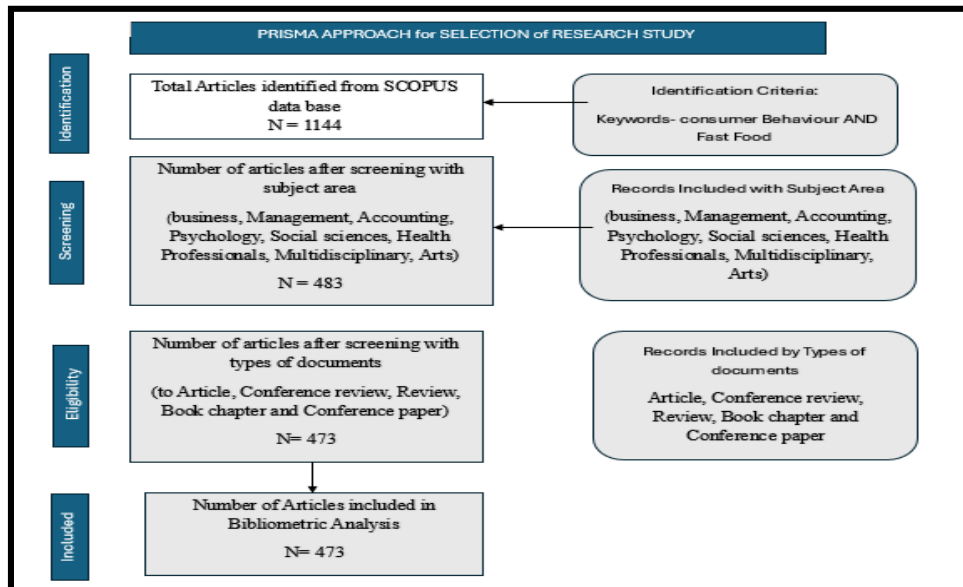 PRISMA APPROACH for SELECTION of RESEARCH STUDY
Identification
Total Articles identified from SCOPUS
data base
N = 1144
Identification Criteria:
Keywords- consumer Behaviour AND
Fast Food
Screening
Number of articles after screening with
subject area
(business, Management, Accounting,
Psychology, Social sciences, Health
Professionals, Multidisciplinary, Arts)
N = 483
Records Included with Subject Area
(business, Management, Accounting,
Psychology, Social sciences, Health
Professionals, Multidisciplinary,
Arts)
Eligibility
Number of articles after screening with
types of documents
(to Article, Conference review, Review,
Book chapter and Conference paper)
N= 473
Records Included by Types of
documents
Article, Conference review,
Review, Book chapter and
Conference paper
Included
Number of Articles included in
Bibliometric Analysis
N= 473